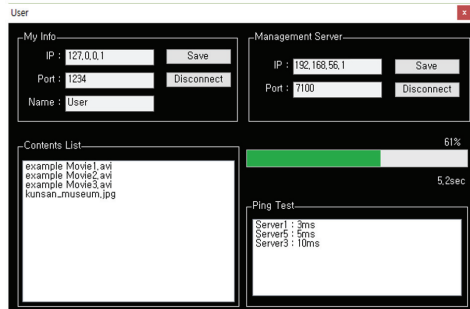 User
x
My Info
IP : 127,0,0,1 Save
Port : 1234 Disconnect
Name : User
Management Server
IP : 192,168,56,1 Save
Port : 7100 Disconnect
Contents List
example Movie1,avi
example Movie2,avi
example Movie3,avi
kunsan_museum,jpg
61%
5,2sec
Ping Test
Server1 : 3ms
Server5 : 5ms
Server3 : 10ms